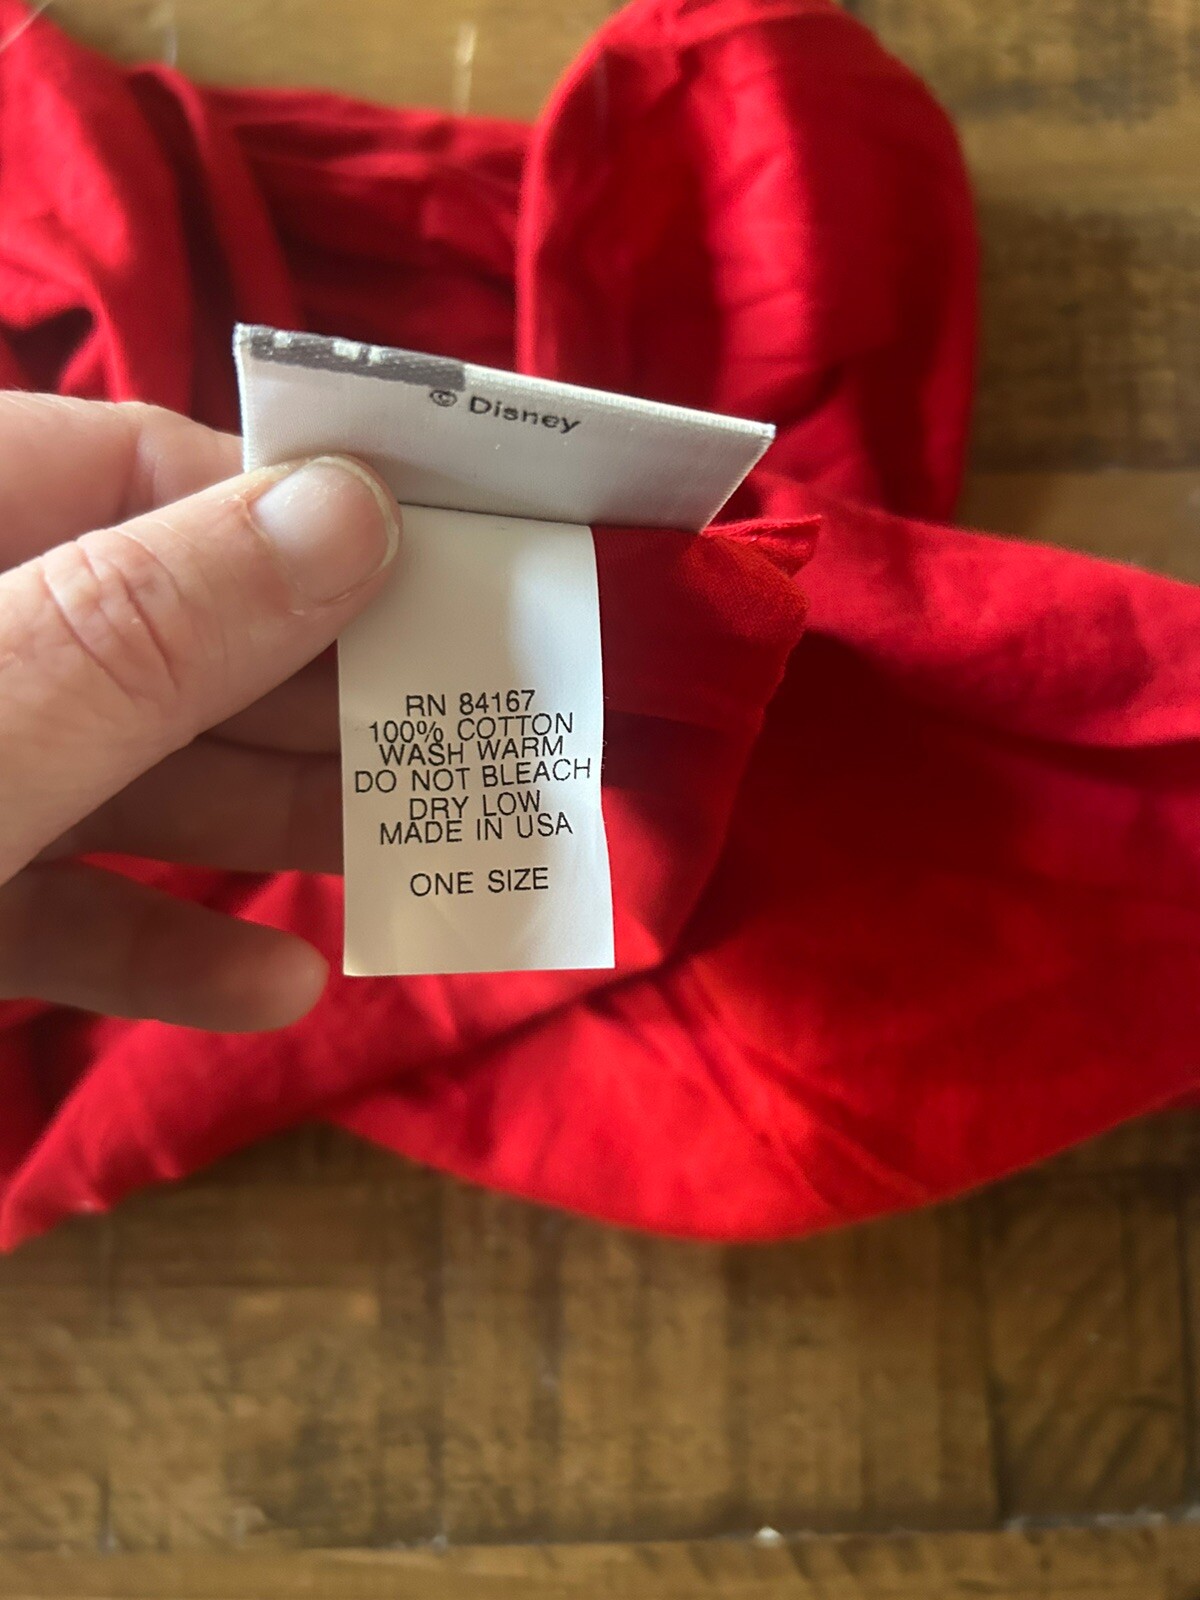 © Disney
RN 84167
100% COTTON
WASH WARM
DO NOT BLEACH
DRY LOW
MADE IN USA
ONE SIZE